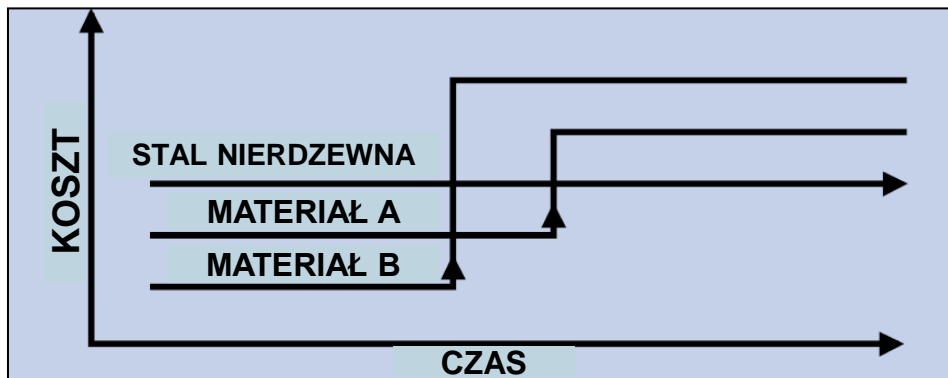 KOSZT
STAL NIERDZEWNA
MATERIAŁ A
MATERIAŁ B
CZAS